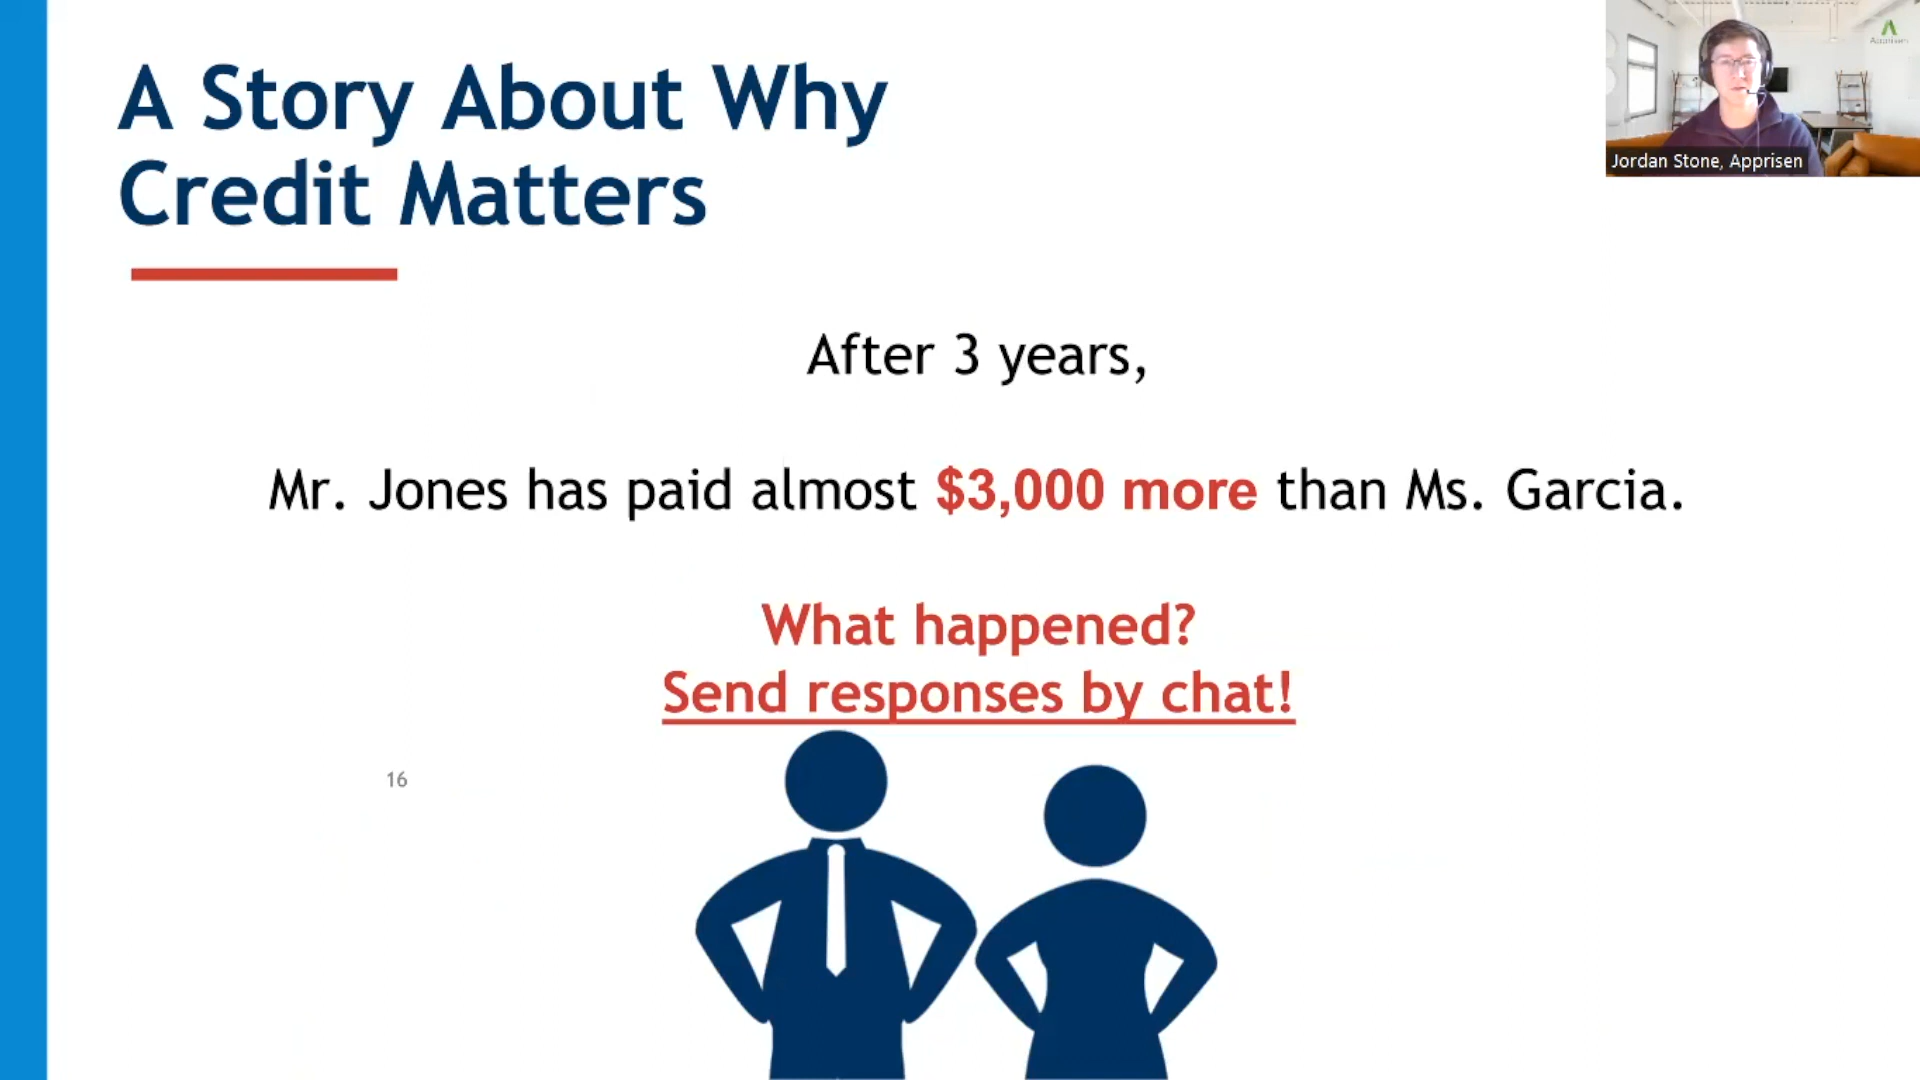 A Story About Why
Credit Matters
After 3 years,
Mr. Jones has paid almost $3,000 more than Ms. Garcia.
What happened?
Send responses by chat!
16
Apprisen
Jordan Stone, Apprisen